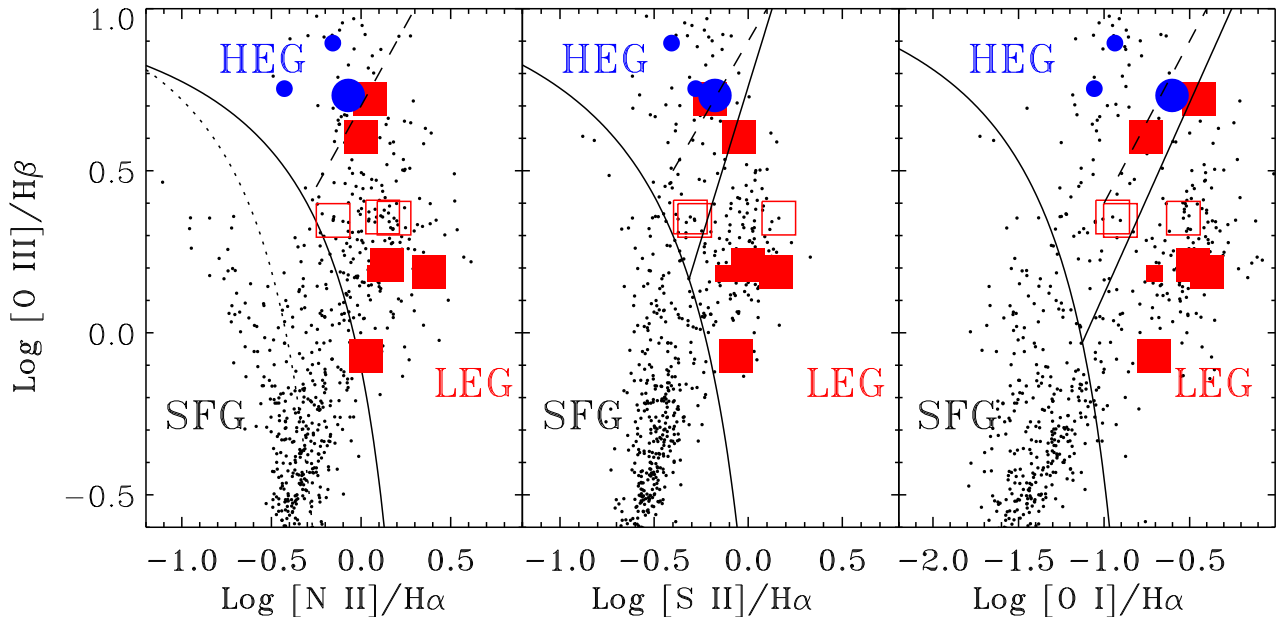 1.0
0.5
0.0
−0.5
Log [O III]/Hβ
HEG
SFG
LEG
HEG
SFG
LEG
HEG
SFG
LEG
−1.0 −0.5 0.0 0.5
−1.0 −0.5 0.0
−2.0 −1.5 −1.0 −0.5
Log [N II]/Hα
Log [S II]/Hα
Log [O I]/Hα